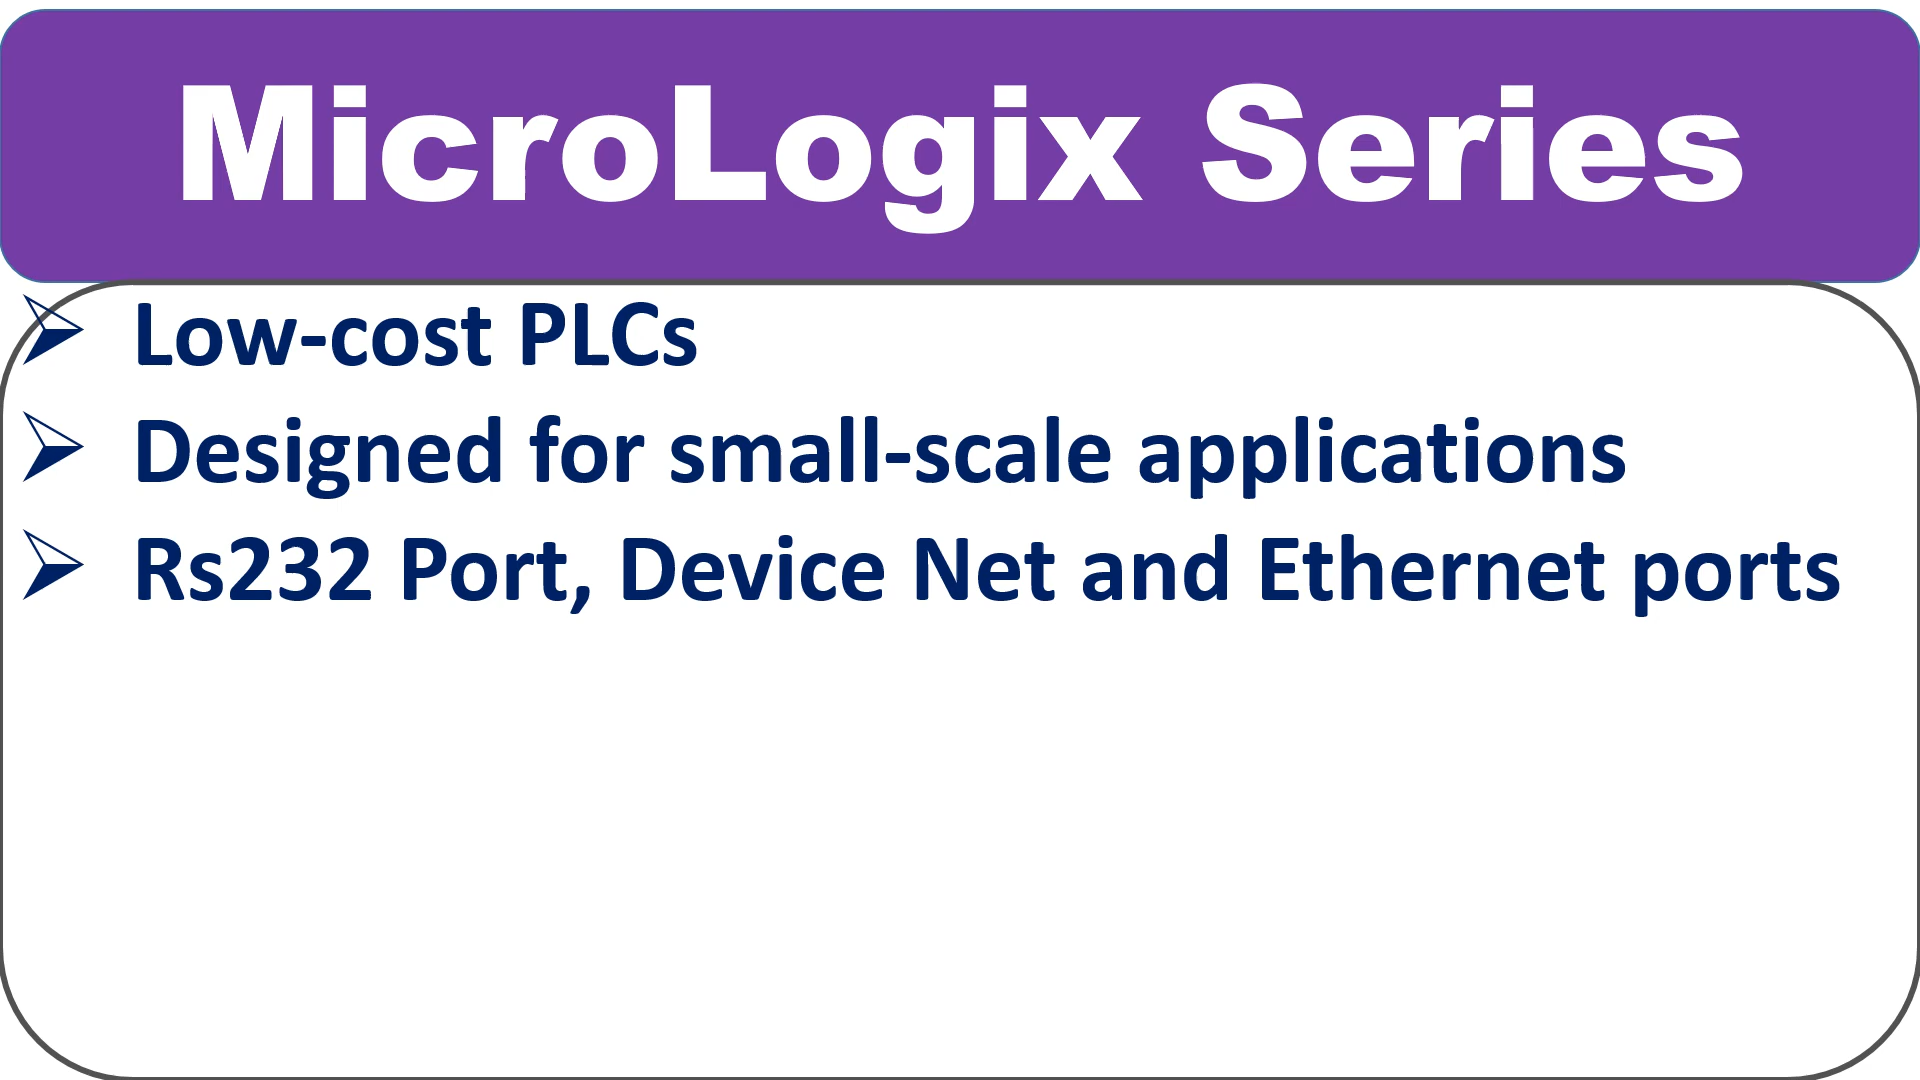 MicroLogix Series
Low-cost PLCs
Designed for small-scale applications
Rs232 Port, Device Net and Ethernet ports